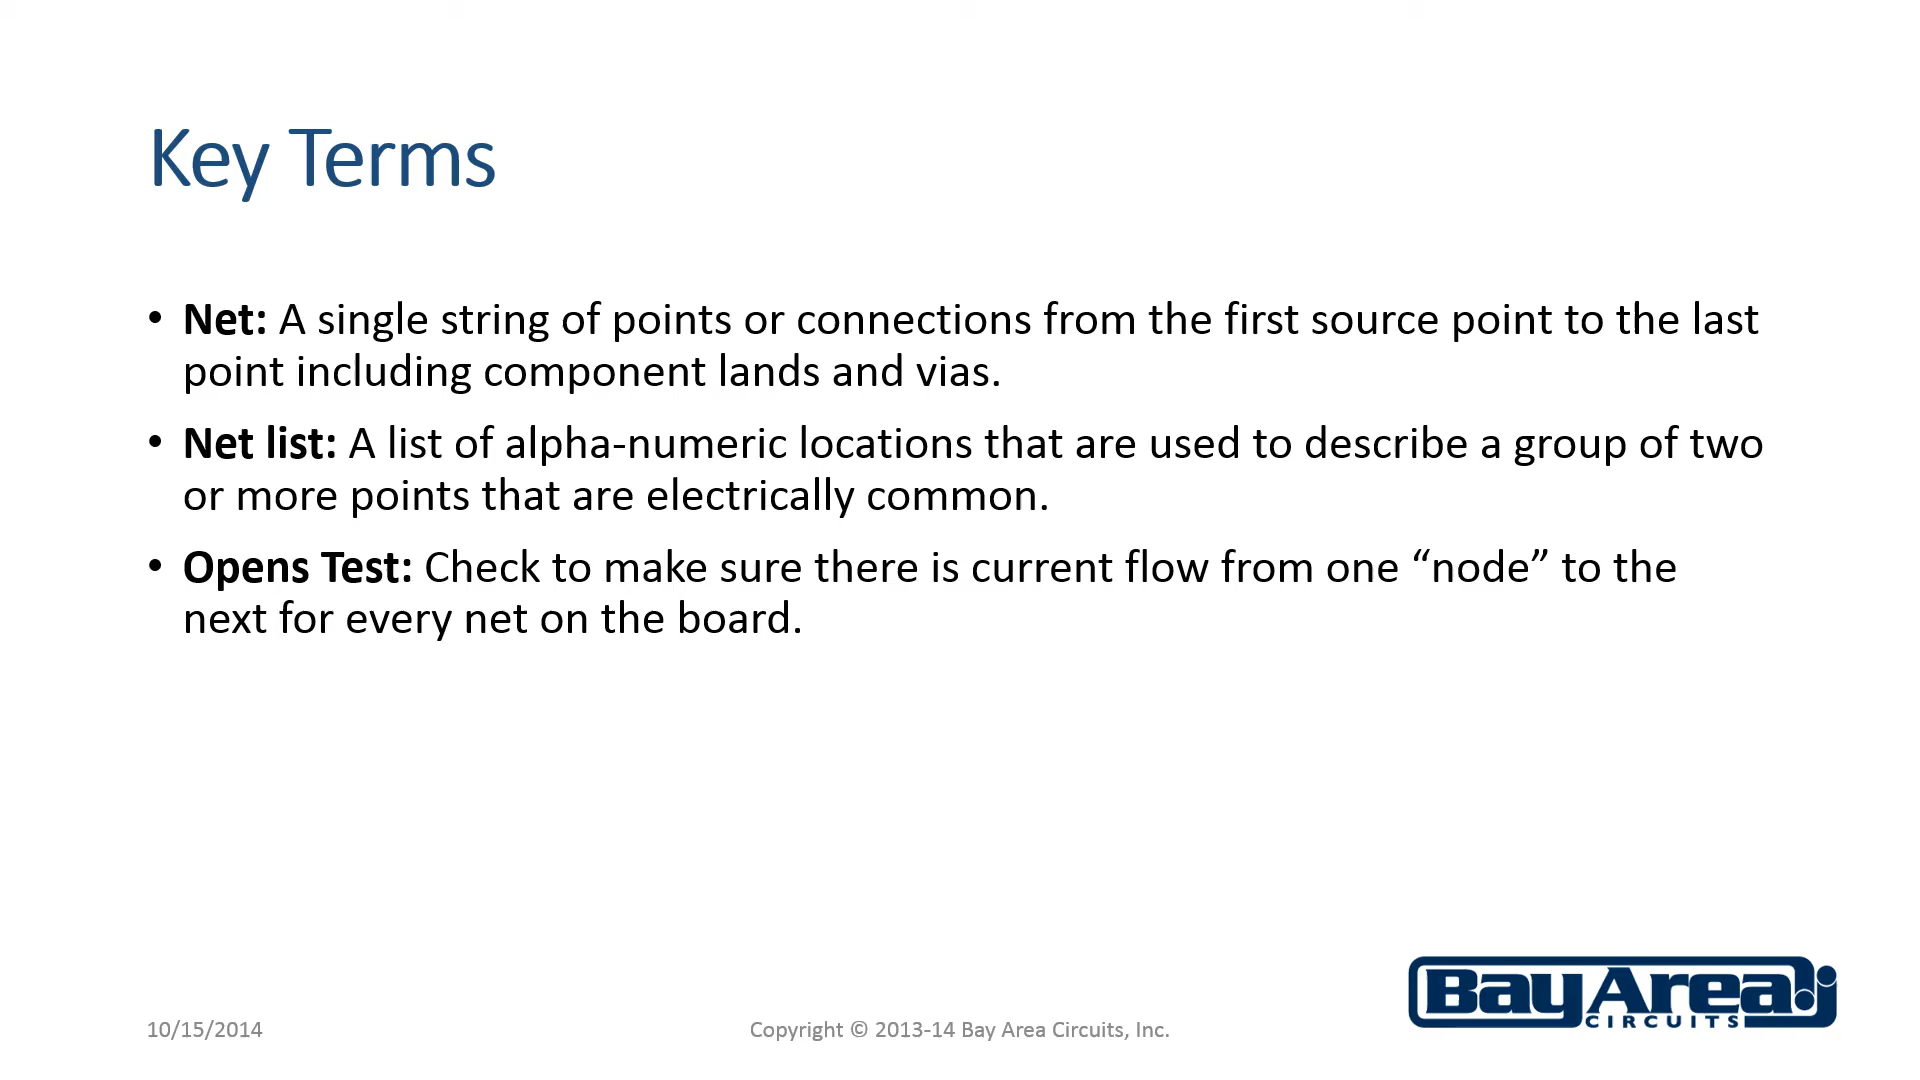 Key Terms
• Net: A single string of points or connections from the first source point to the last
point including component lands and vias.
• Net list: A list of alpha-numeric locations that are used to describe a group of two
or more points that are electrically common.
• Opens Test: Check to make sure there is current flow from one “node” to the
next for every net on the board.
10/15/2014
Copyright © 2013-14 Bay Area Circuits, Inc.
Bay Area
CIRCUITS